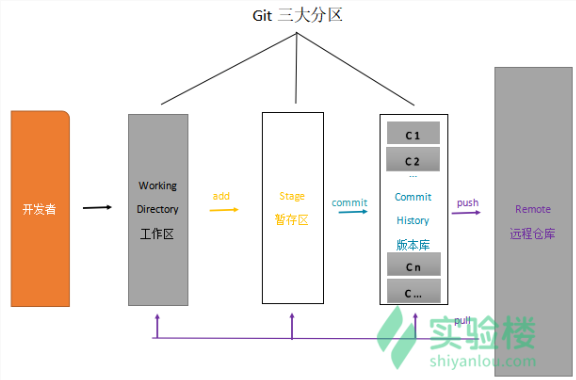 Git 三大分区
开发者
Working
Directory
工作区
add
Stage
暂存区
commit
C 1
C 2
...
Commit
History
版本库
C n
C ...
push
Remote
远程仓库
pull
实验楼
shiyanlou.com